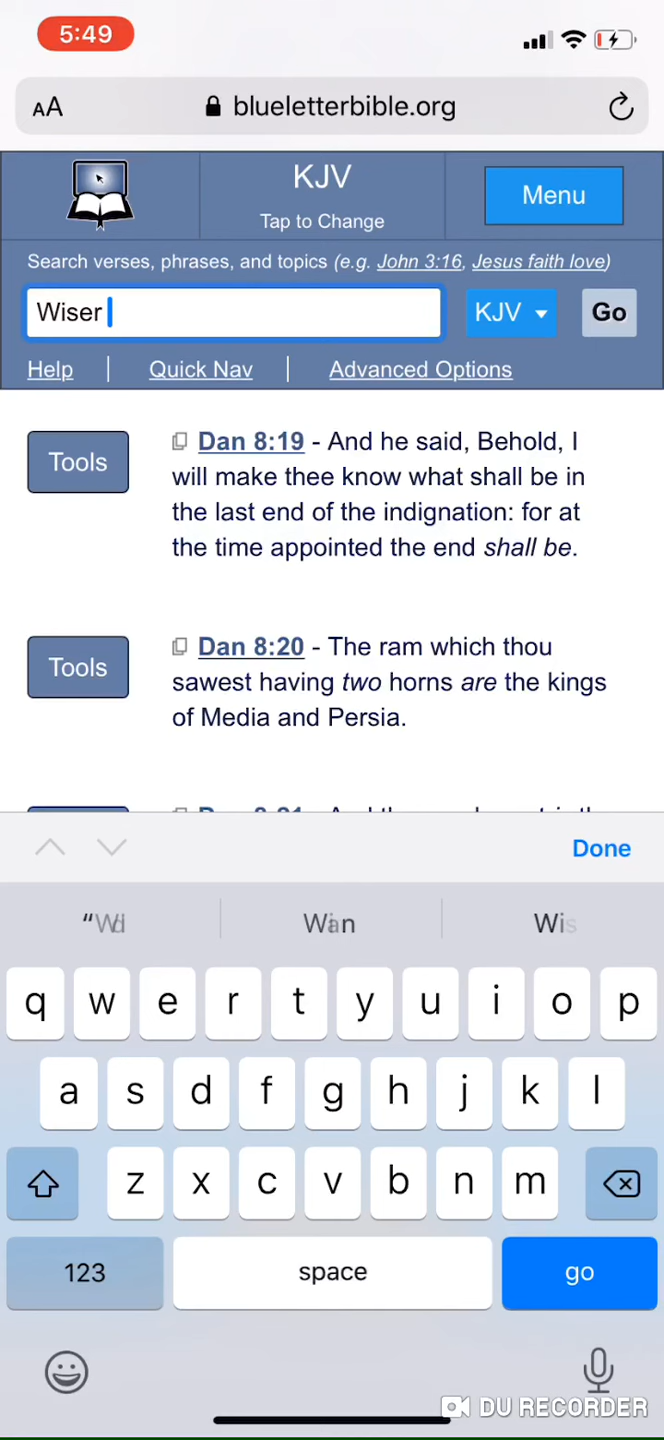 5:49
AA blueletterbible.org
KJV
Tap to Change
Menu
Search verses, phrases, and topics (e.g. John 3:16, Jesus faith love)
Wiser
KJV
Go
Help | Quick Nav | Advanced Options
Tools
Dan 8:19 - And he said, Behold, I
will make thee know what shall be in
the last end of the indignation: for at
the time appointed the end shall be.
Tools
Dan 8:20 - The ram which thou
sawest having two horns are the kings
of Media and Persia.
Done
q w e r t y u i o p
a s d f g h j k l
z x c v b n m
123 space go
DU RECORDER